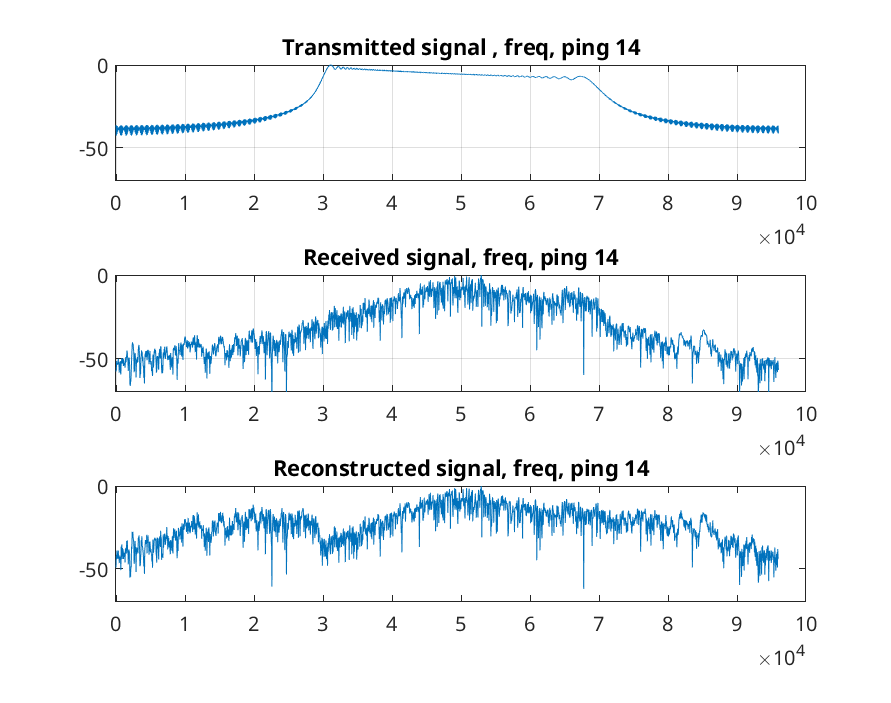 Transmitted signal , freq, ping 14
0
-50
0 1 2 3 4 5 6 7 8 9 10
×10^4
Received signal, freq, ping 14
0
-50
0 1 2 3 4 5 6 7 8 9 10
×10^4
Reconstructed signal, freq, ping 14
0
-50
0 1 2 3 4 5 6 7 8 9 10
×10^4